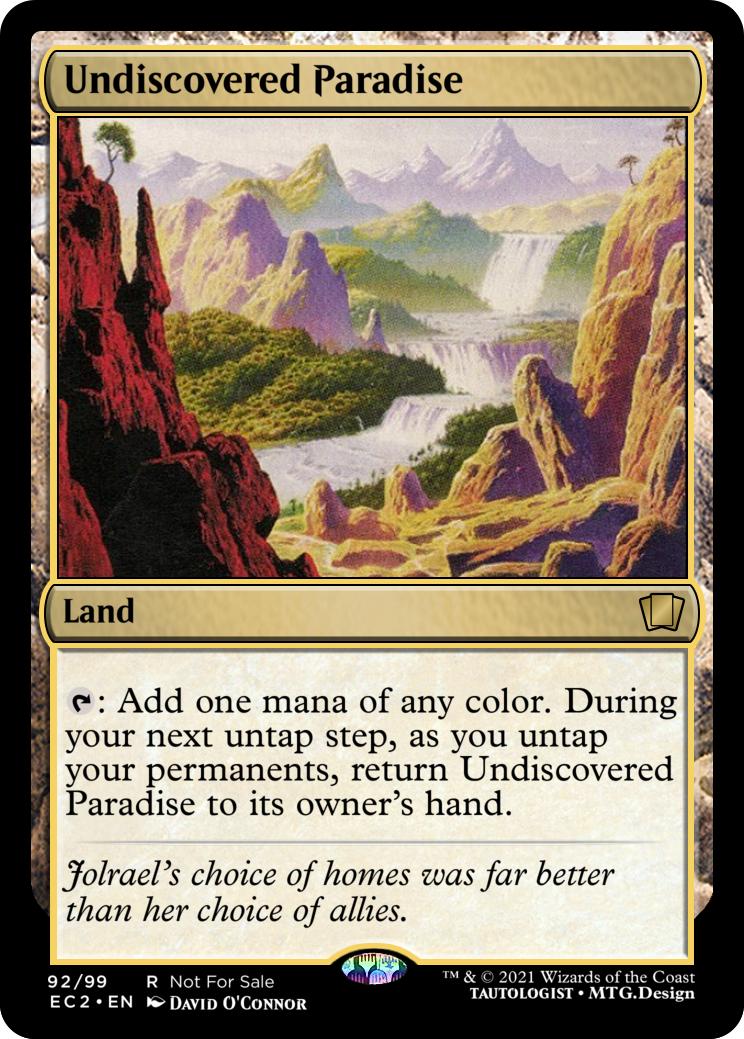 Undiscovered Paradise
Land
: Add one mana of any color. During
your next untap step, as you untap
your permanents, return Undiscovered
Paradise to its owner's hand.
Jolrael's choice of homes was far better
than her choice of allies.
92/99 R Not For Sale
EC2 • EN David O'Connor
™ & © 2021 Wizards of the Coast
TAUTOLOGIST • MTG.Design